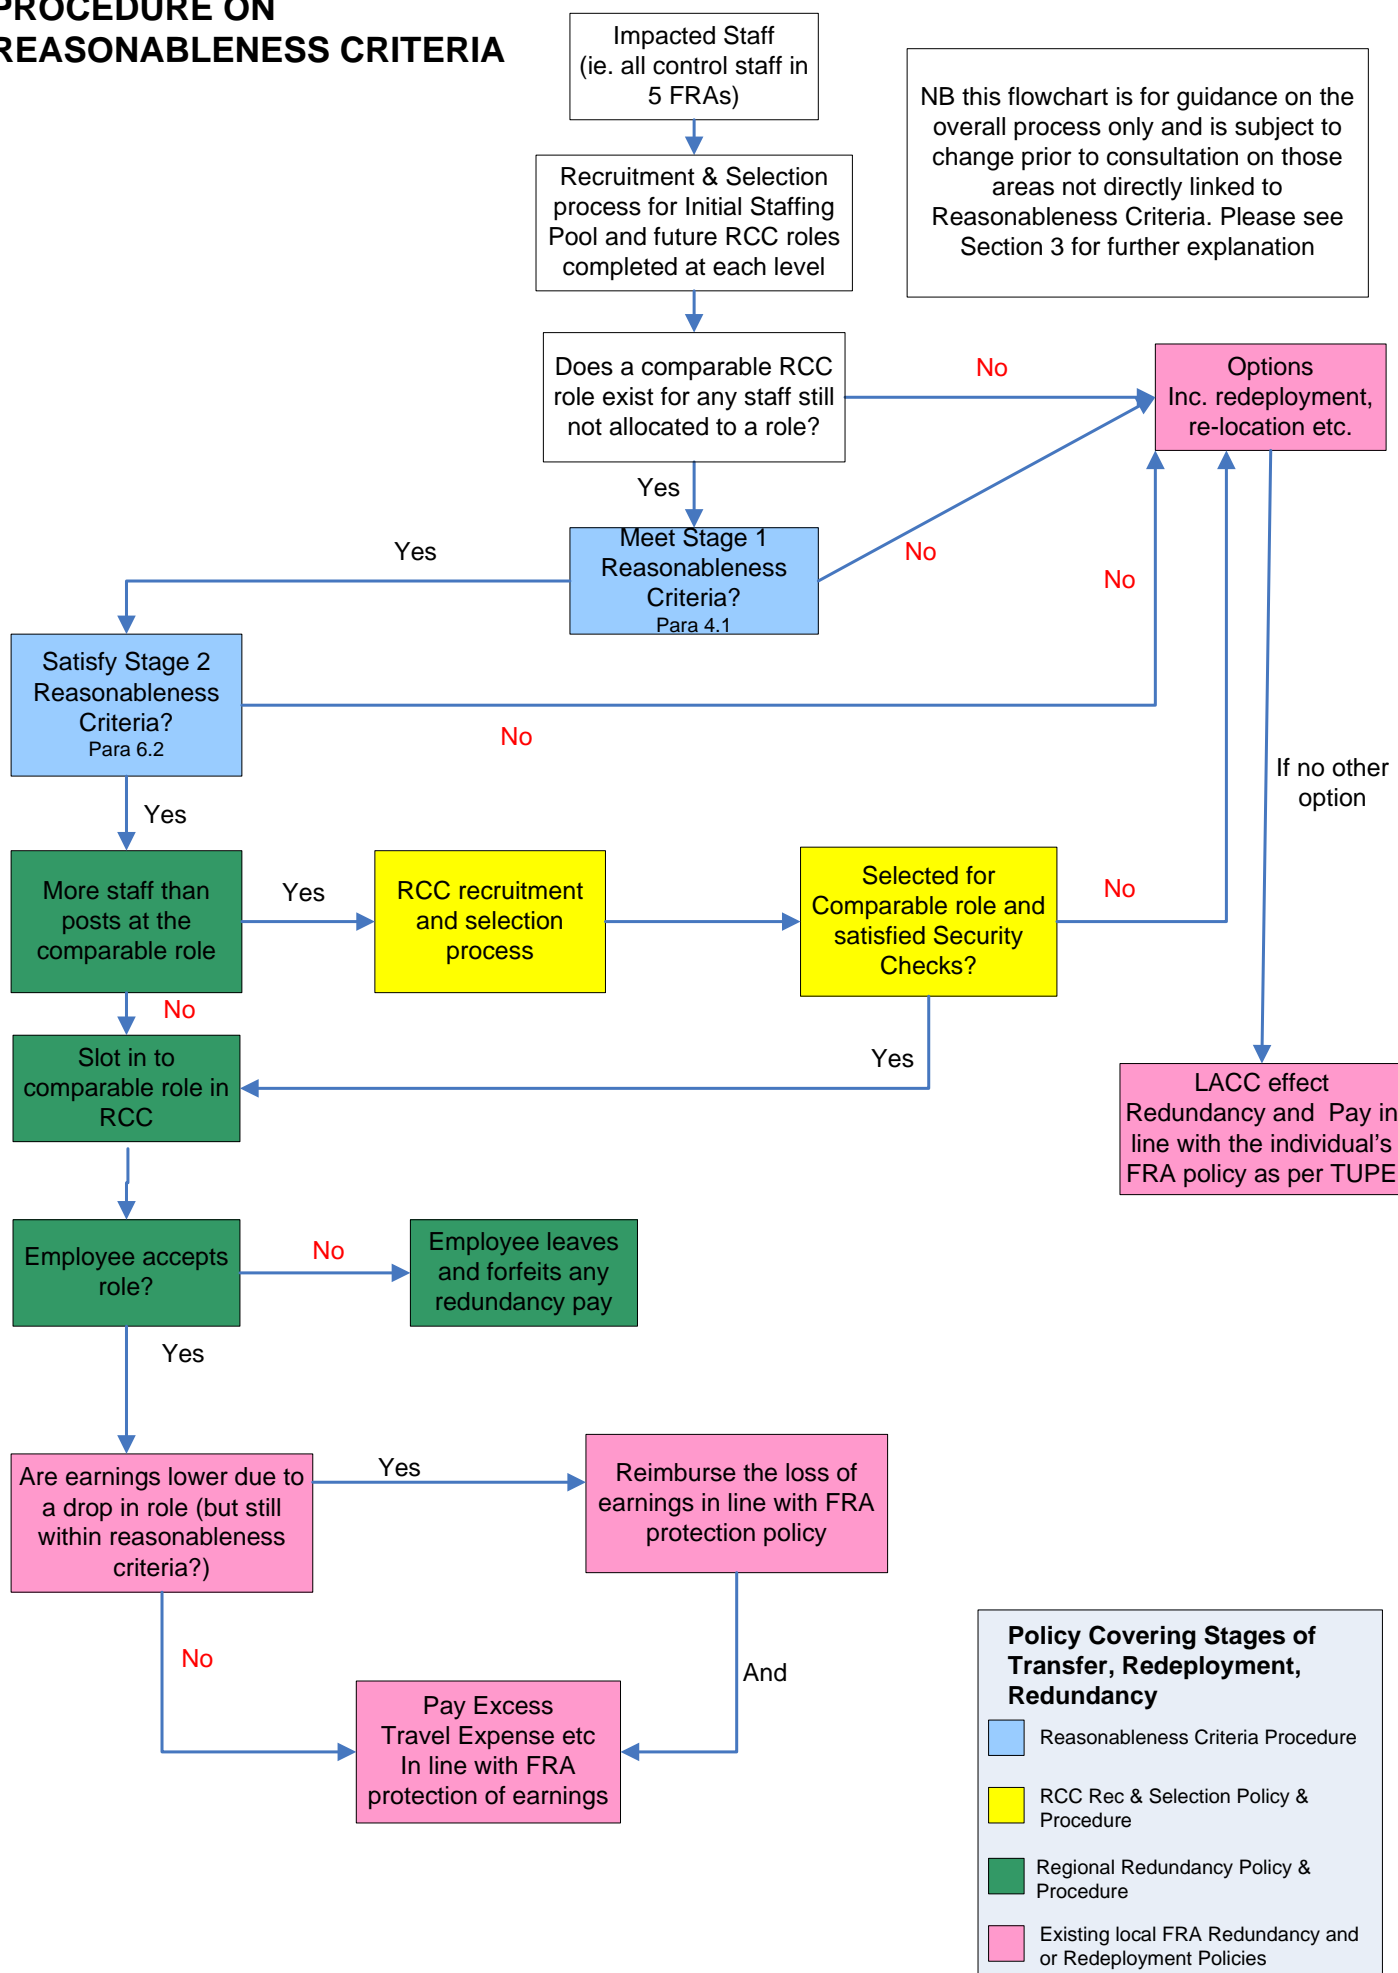 PROCEDURE ON
REASONABLENESS CRITERIA
Impacted Staff
(ie. all control staff in
5 FRAs)
NB this flowchart is for guidance on the
overall process only and is subject to
change prior to consultation on those
areas not directly linked to
Reasonableness Criteria. Please see
Section 3 for further explanation
Recruitment & Selection
process for Initial Staffing
Pool and future RCC roles
completed at each level
Does a comparable RCC
role exist for any staff still
not allocated to a role?
No
Options
Inc. redeployment,
re-location etc.
Yes
Meet Stage 1
Reasonableness
Criteria?
Para 4.1
Yes
No
No
Satisfy Stage 2
Reasonableness
Criteria?
Para 6.2
No
If no other
option
Yes
More staff than
posts at the
comparable role
Yes
RCC recruitment
and selection
process
Selected for
Comparable role and
satisfied Security
Checks?
No
No
Yes
Slot in to
comparable role in
RCC
LACC effect
Redundancy and  Pay in
line with the individual's
FRA policy as per TUPE
Employee accepts
role?
No
Employee leaves
and forfeits any
redundancy pay
Yes
Are earnings lower due to
a drop in role (but still
within reasonableness
criteria?)
Yes
Reimburse the loss of
earnings in line with FRA
protection policy
No
And
Pay Excess
Travel Expense etc
In line with FRA
protection of earnings
Policy Covering Stages of
Transfer, Redeployment,
Redundancy
Reasonableness Criteria Procedure
RCC Rec & Selection Policy &
Procedure
Regional Redundancy Policy &
Procedure
Existing local FRA Redundancy and
or Redeployment Policies